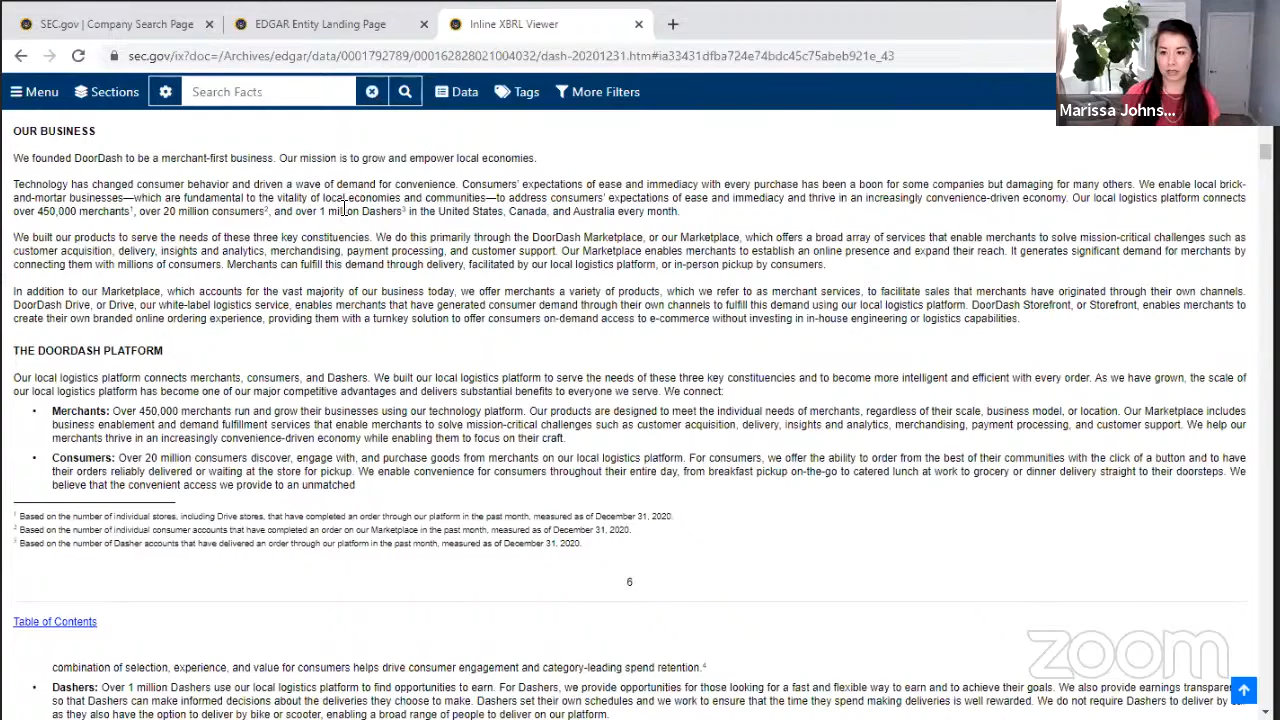 SEC.gov | Company Search Page
EDGAR Entity Landing Page
Inline XBRL Viewer
sec.gov/ix?doc=/Archives/edgar/data/0001792789/000162828021004032/dash-20201231.htm#ia33431dfba724e74bdc45c75abeb921e_43
Menu Sections Search Facts Data Tags More Filters
Marissa Johns...
OUR BUSINESS
We founded DoorDash to be a merchant-first business. Our mission is to grow and empower local economies.
Technology has changed consumer behavior and driven a wave of demand for convenience. Consumers' expectations of ease and immediacy with every purchase has been a boon for some companies but damaging for many others. We enable local brick-
and-mortar businesses—which are fundamental to the vitality of local economies and communities—to address consumers' expectations of ease and immediacy and thrive in an increasingly convenience-driven economy. Our local logistics platform connects
over 450,000 merchants¹, over 20 million consumers², and over 1 million Dashers³ in the United States, Canada, and Australia every month.
We built our products to serve the needs of these three key constituencies. We do this primarily through the DoorDash Marketplace, or our Marketplace, which offers a broad array of services that enable merchants to solve mission-critical challenges such as
customer acquisition, delivery, insights and analytics, merchandising, payment processing, and customer support. Our Marketplace enables merchants to establish an online presence and expand their reach. It generates significant demand for merchants by
connecting them with millions of consumers. Merchants can fulfill this demand through delivery, facilitated by our local logistics platform, or in-person pickup by consumers.
In addition to our Marketplace, which accounts for the vast majority of our business today, we offer merchants a variety of products, which we refer to as merchant services, to facilitate sales that merchants have originated through their own channels.
DoorDash Drive, or Drive, our white-label logistics service, enables merchants that have generated consumer demand through their own channels to fulfill this demand using our local logistics platform. DoorDash Storefront, or Storefront, enables merchants to
create their own branded online ordering experience, providing them with a turnkey solution to offer consumers on-demand access to e-commerce without investing in in-house engineering or logistics capabilities.
THE DOORDASH PLATFORM
Our local logistics platform connects merchants, consumers, and Dashers. We built our local logistics platform to serve the needs of these three key constituencies and to become more intelligent and efficient with every order. As we have grown, the scale of
our local logistics platform has become one of our major competitive advantages and delivers substantial benefits to everyone we serve. We connect:
• Merchants: Over 450,000 merchants run and grow their businesses using our technology platform. Our products are designed to meet the individual needs of merchants, regardless of their scale, business model, or location. Our Marketplace includes
business enablement and demand fulfillment services that enable merchants to solve mission-critical challenges such as customer acquisition, delivery, insights and analytics, merchandising, payment processing, and customer support. We help our
merchants thrive in an increasingly convenience-driven economy while enabling them to focus on their craft.
• Consumers: Over 20 million consumers discover, engage with, and purchase goods from merchants on our local logistics platform. For consumers, we offer the ability to order from the best of their communities with the click of a button and to have
their orders reliably delivered or waiting at the store for pickup. We enable convenience for consumers throughout their entire day, from breakfast pickup on-the-go to catered lunch at work to grocery or dinner delivery straight to their doorsteps. We
believe that the convenient access we provide to an unmatched
¹ Based on the number of individual stores, including Drive stores, that have completed an order through our platform in the past month, measured as of December 31, 2020.
² Based on the number of individual consumer accounts that have completed an order on our Marketplace in the past month, measured as of December 31, 2020.
³ Based on the number of Dasher accounts that have delivered an order through our platform in the past month, measured as of December 31, 2020.
6
Table of Contents
combination of selection, experience, and value for consumers helps drive consumer engagement and category-leading spend retention.⁴
• Dashers: Over 1 million Dashers use our local logistics platform to find opportunities to earn. For Dashers, we provide opportunities for those looking for a fast and flexible way to earn and to achieve their goals. We also provide earnings transparen
so that Dashers can make informed decisions about the deliveries they choose to make. Dashers set their own schedules and we work to ensure that the time they spend making deliveries is well rewarded. We do not require Dashers to deliver by
as they also have the option to deliver by bike or scooter, enabling a broad range of people to deliver on our platform.
zoom